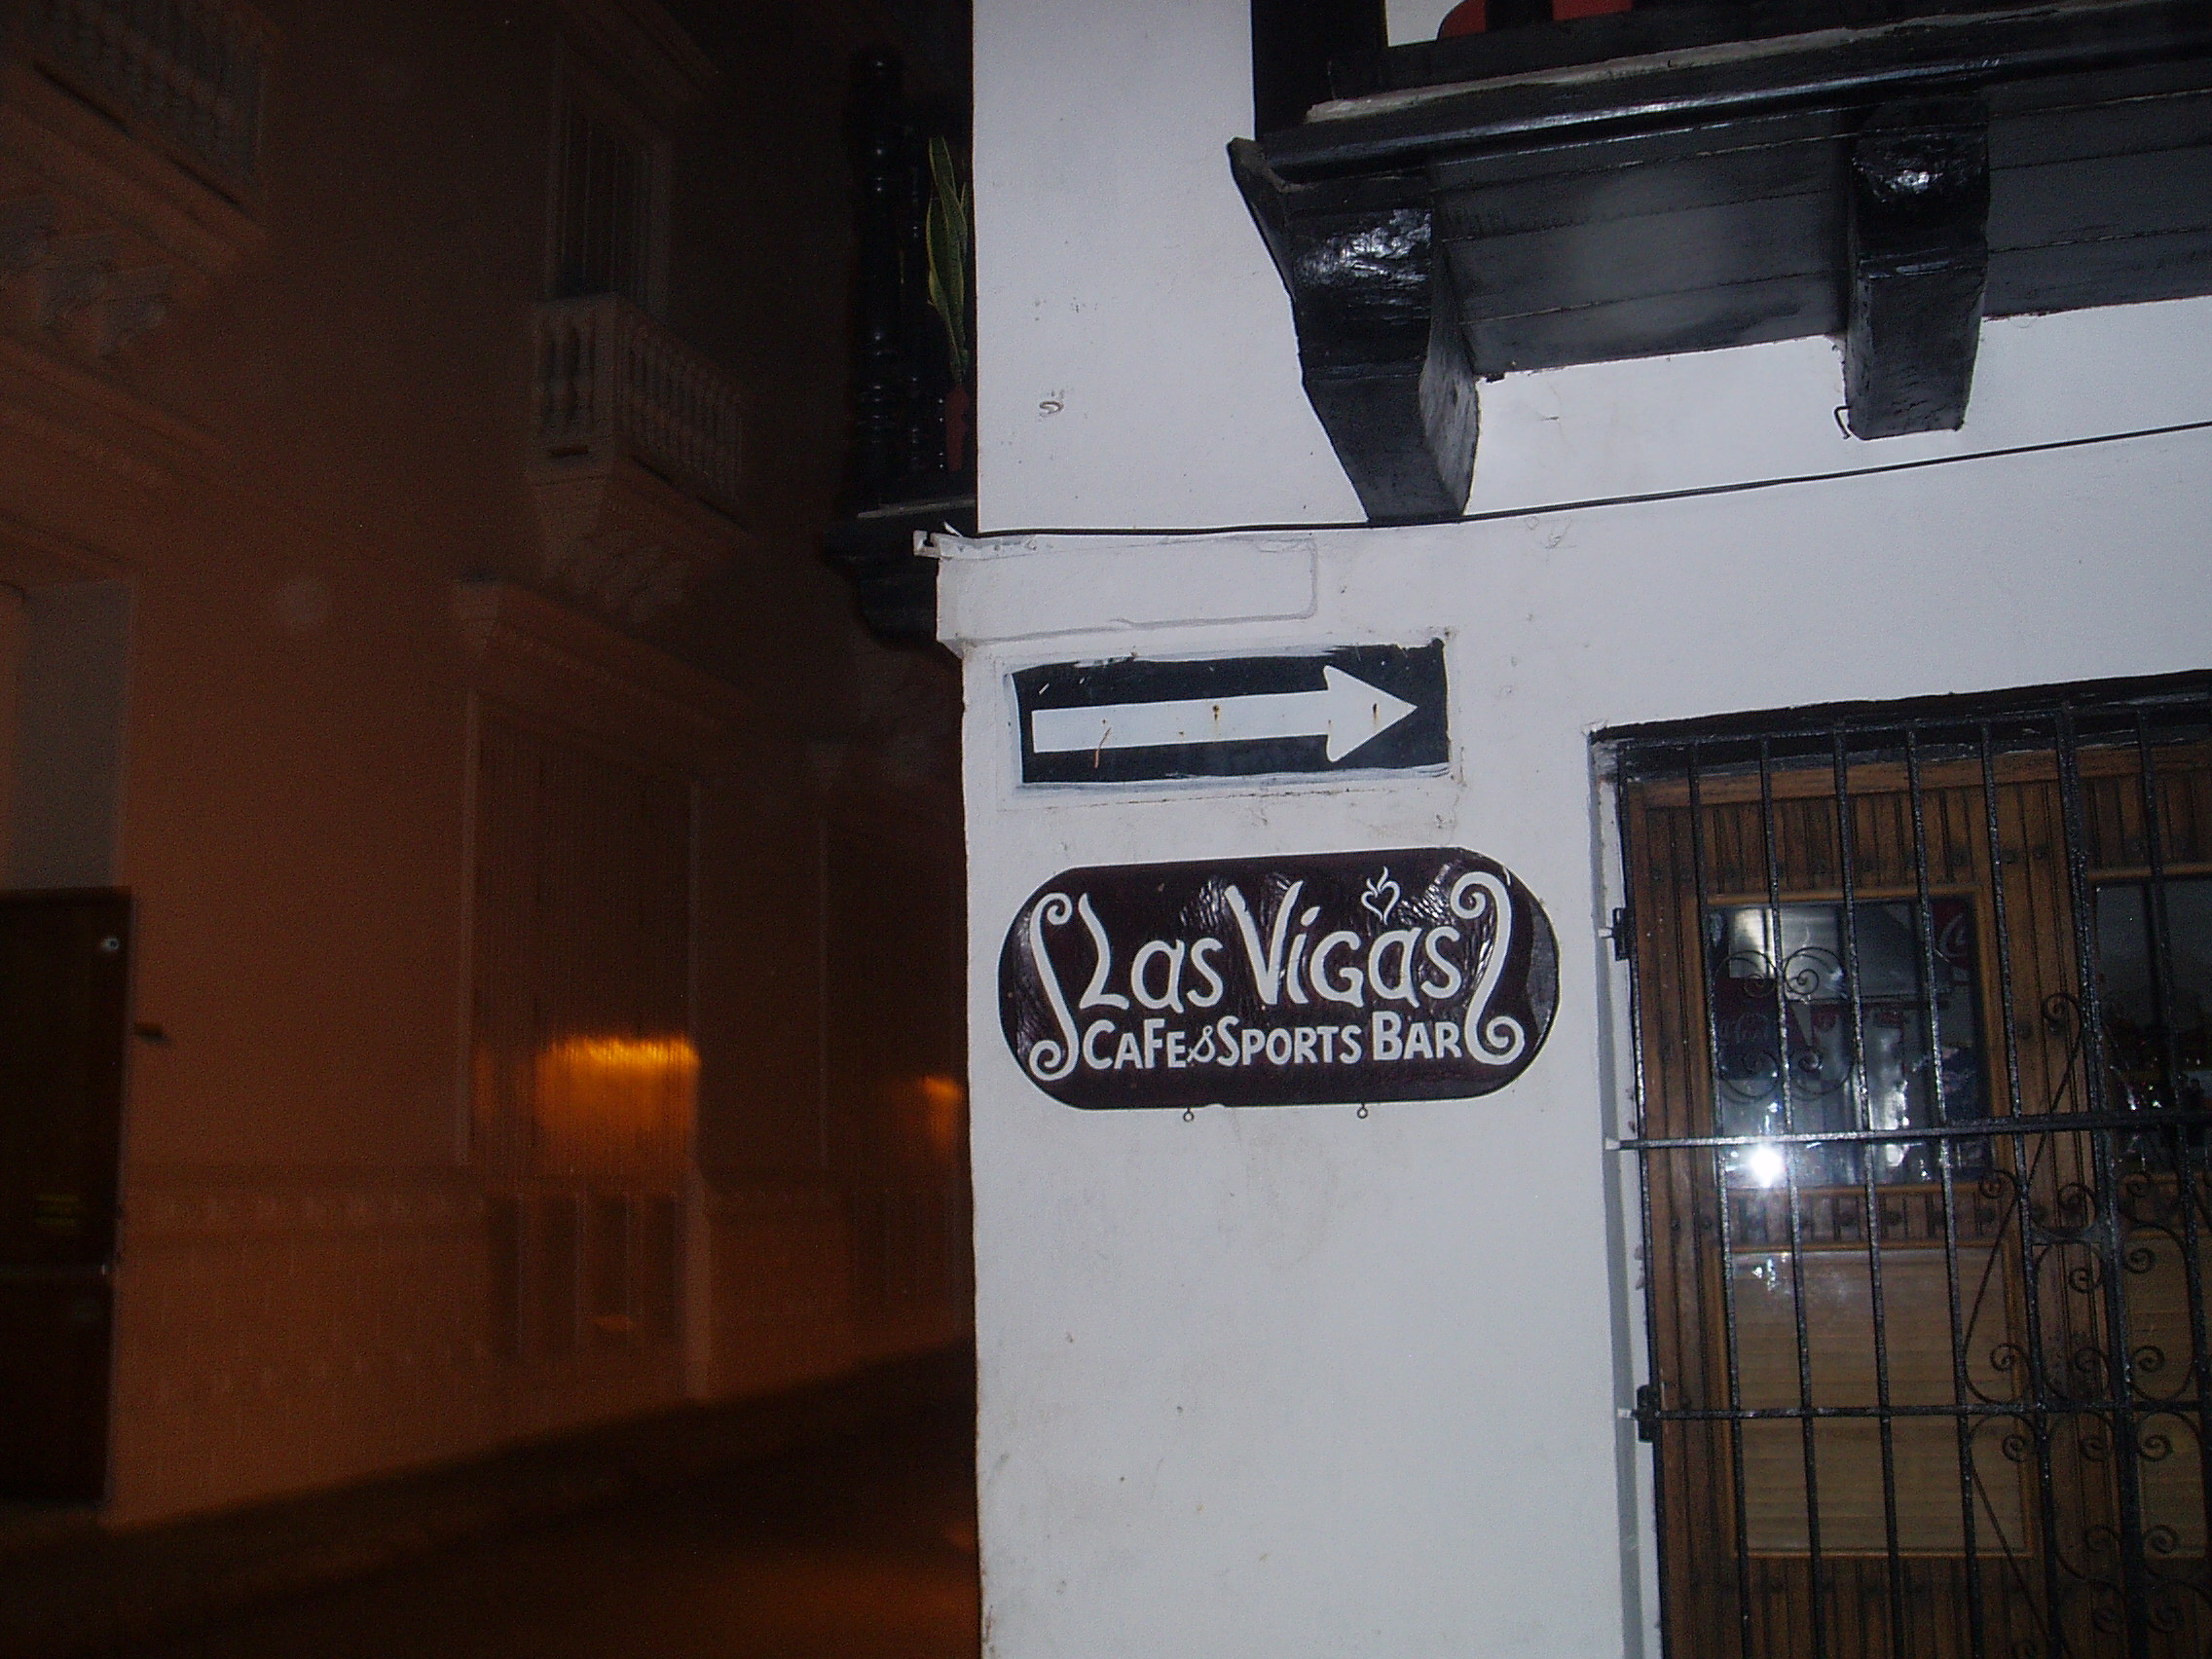 Las Vigas
Cafe & Sports Bar